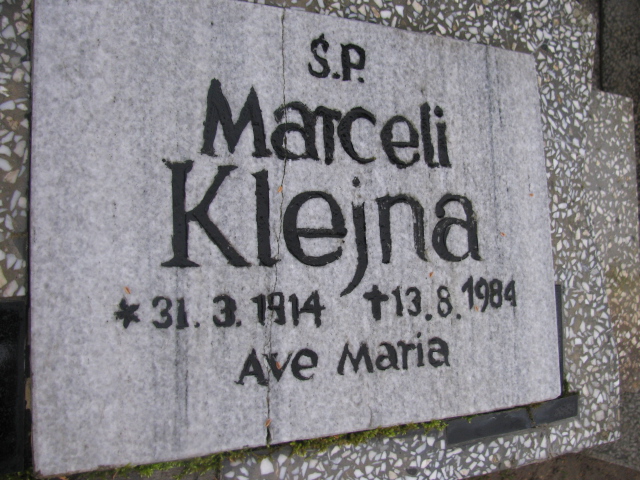 Ś.P.
Marceli
Klejna
* 31.3.1914 ✝13.8.1984
Ave Maria